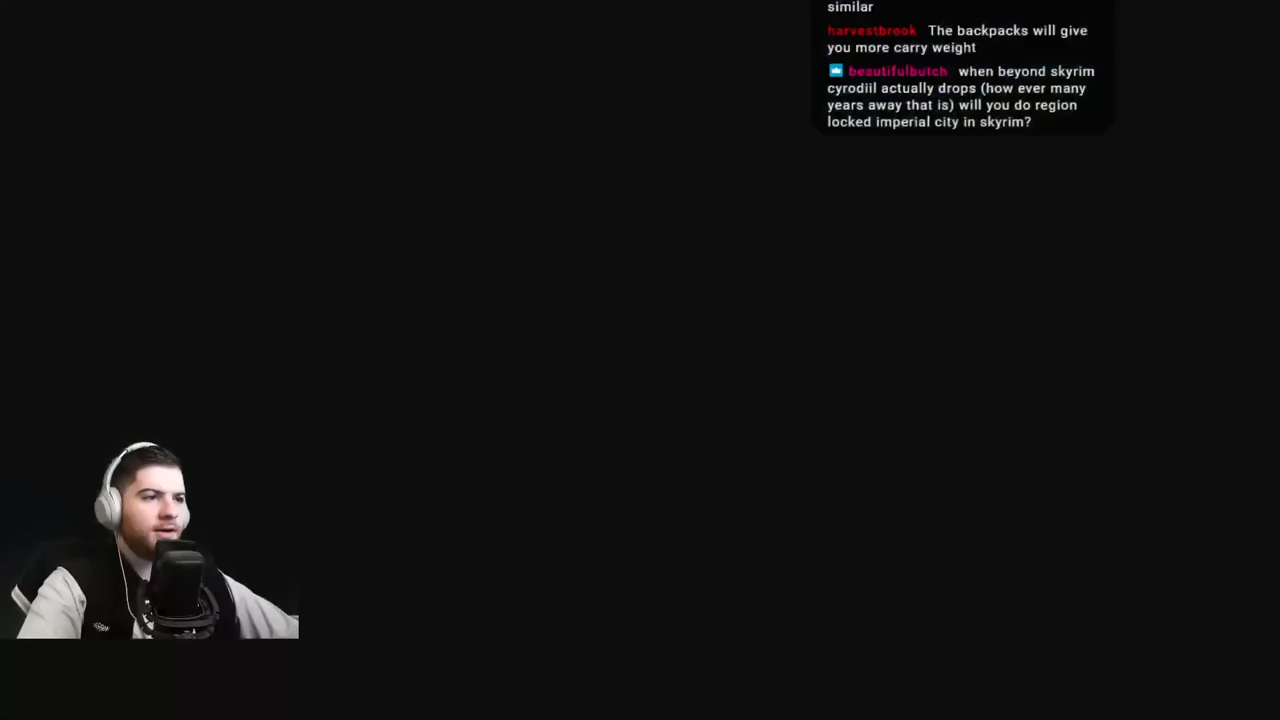 similar
harvestbrook The backpacks will give
you more carry weight
beautifulbutch when beyond skyrim
cyrodiil actually drops (how ever many
years away that is) will you do region
locked imperial city in skyrim?